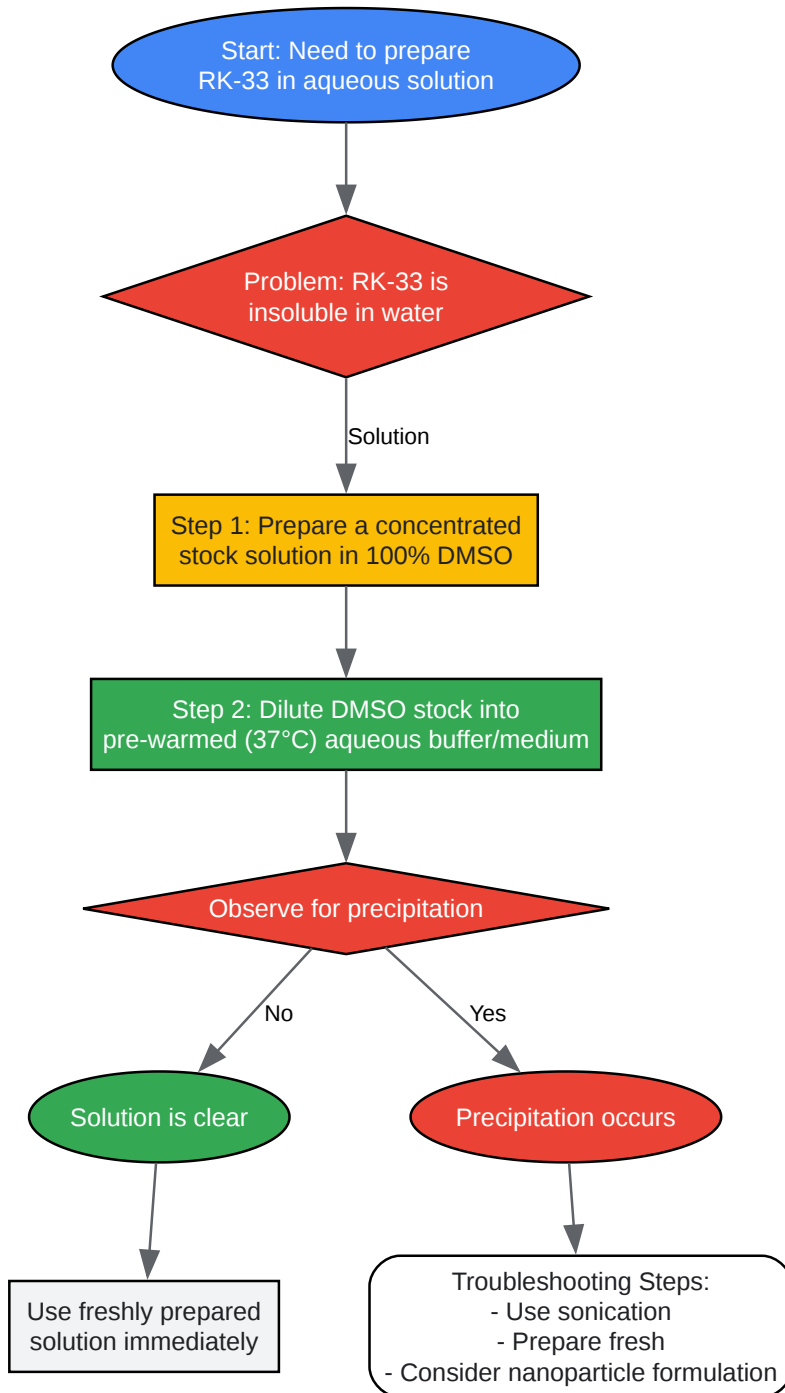 Start: Need to prepare
RK-33 in aqueous solution
Problem: RK-33 is
insoluble in water
Solution
Step 1: Prepare a concentrated
stock solution in 100% DMSO
Step 2: Dilute DMSO stock into
pre-warmed (37°C) aqueous buffer/medium
Observe for precipitation
No
Yes
Solution is clear
Precipitation occurs
Use freshly prepared
solution immediately
Troubleshooting Steps:
- Use sonication
- Prepare fresh
- Consider nanoparticle formulation